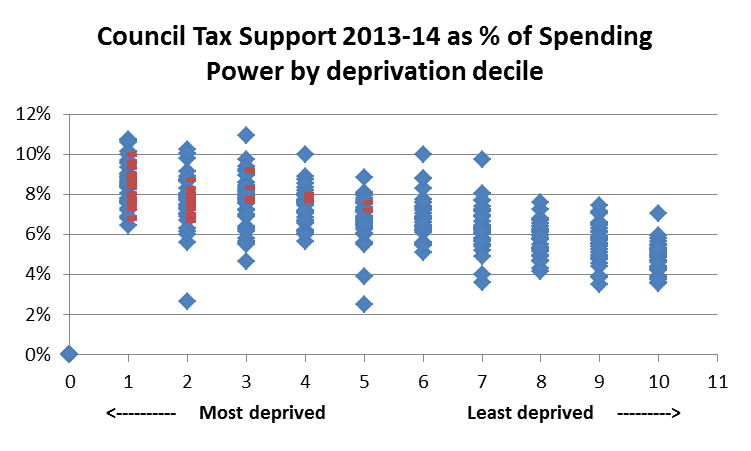 Council Tax Support 2013-14 as % of Spending
Power by deprivation decile
12%
10%
8%
6%
4%
2%
0%
0 1 2 3 4 5 6 7 8 9 10 11
<---------- Most deprived Least deprived --------->